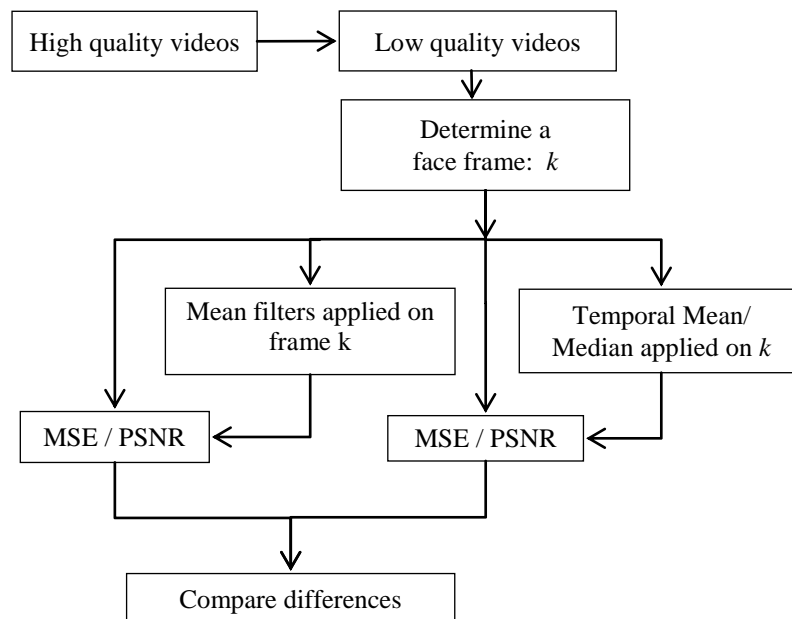 High quality videos
Low quality videos
Determine a
face frame: k
Mean filters applied on
frame k
Temporal Mean/
Median applied on k
MSE / PSNR
MSE / PSNR
Compare differences